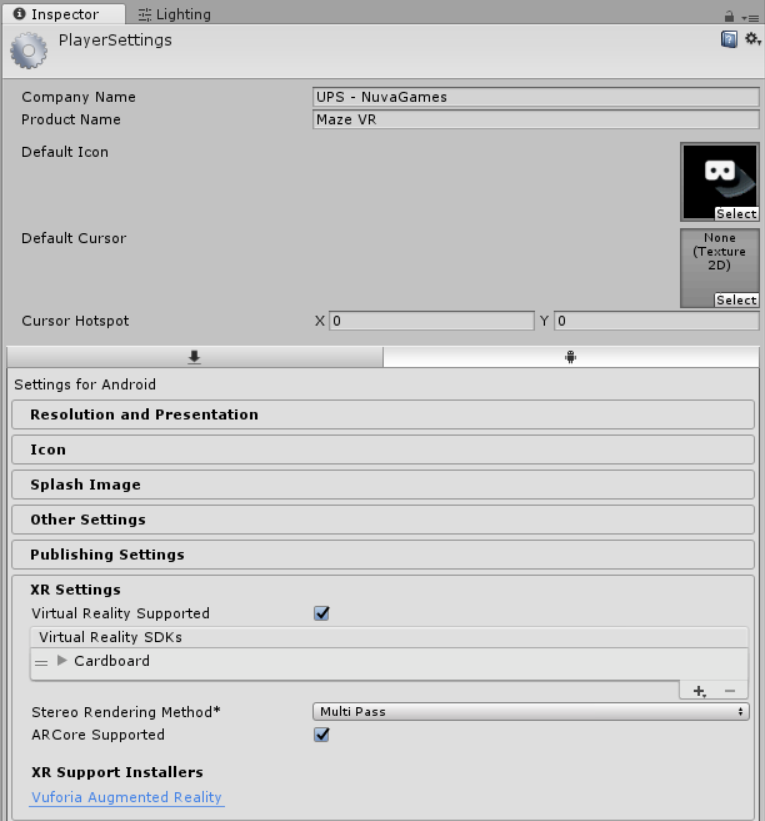 Inspector
Lighting
PlayerSettings
Company Name UPS - NuvaGames
Product Name Maze VR
Default Icon
Select
Default Cursor
None
(Texture
2D)
Select
Cursor Hotspot X 0 Y 0
Settings for Android
Resolution and Presentation
Icon
Splash Image
Other Settings
Publishing Settings
XR Settings
Virtual Reality Supported
Virtual Reality SDKs
Cardboard
Stereo Rendering Method* Multi Pass
ARCore Supported
XR Support Installers
Vuforia Augmented Reality